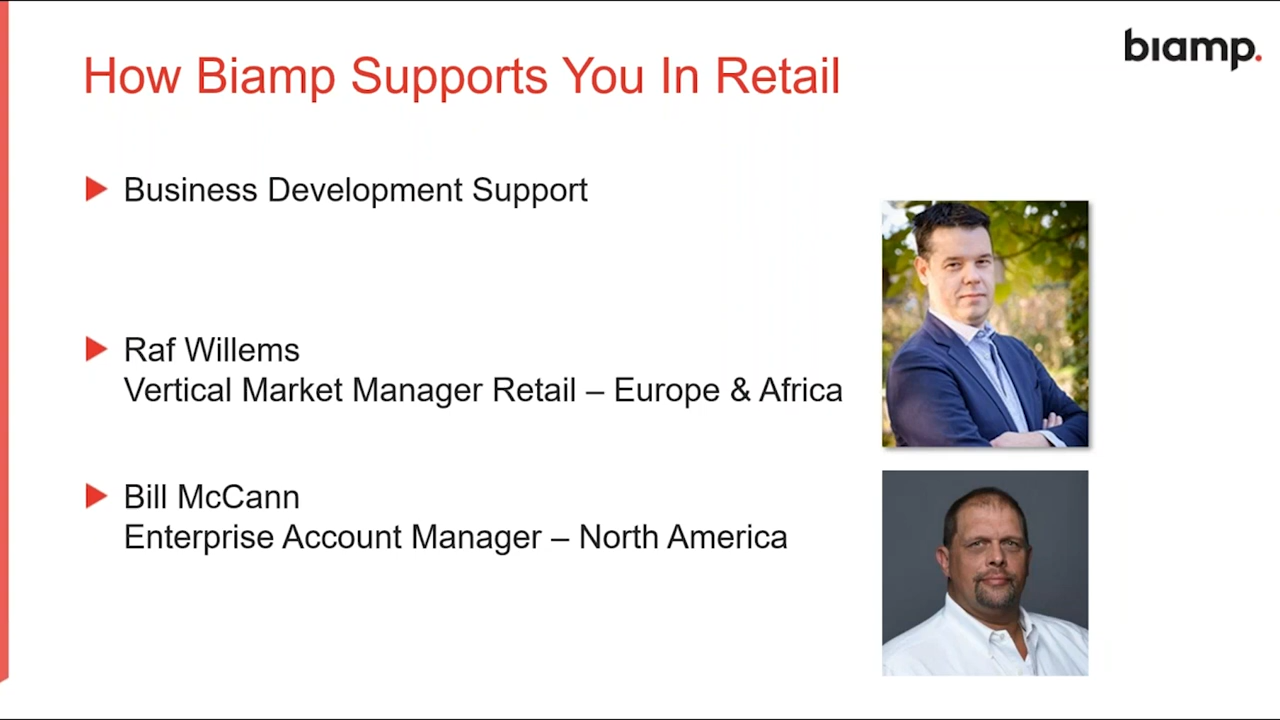 biamp.
How Biamp Supports You In Retail
Business Development Support
Raf Willems
Vertical Market Manager Retail – Europe & Africa
Bill McCann
Enterprise Account Manager – North America